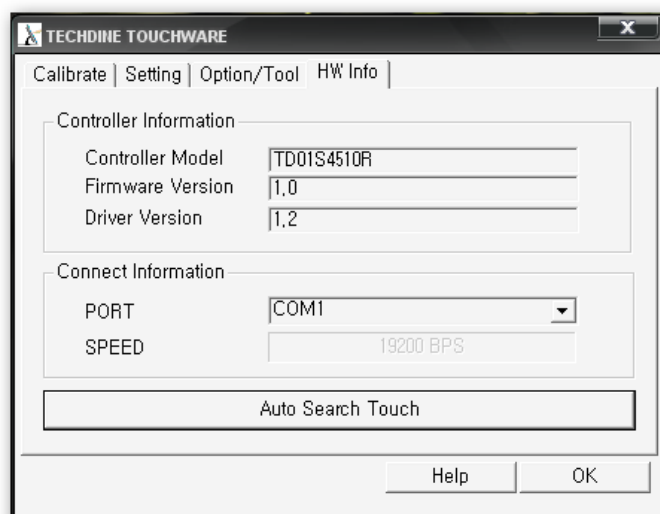 TECHDINE TOUCHWARE
X
Calibrate Setting Option/Tool HW Info
Controller Information
Controller Model TD01S4510R
Firmware Version 1,0
Driver Version 1,2
Connect Information
PORT COM1
SPEED 19200 BPS
Auto Search Touch
Help OK